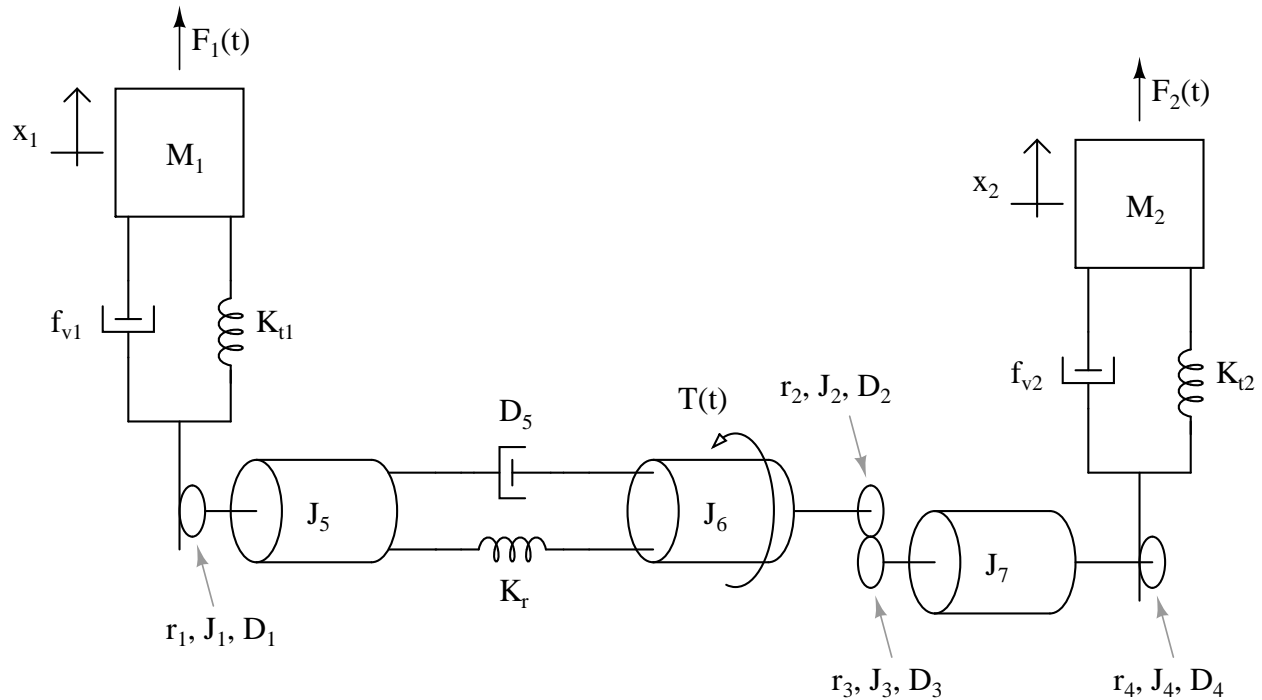 F₁(t)
x₁
M₁
F₂(t)
x₂
M₂
f_v1
K_t1
f_v2
K_t2
r₂, J₂, D₂
T(t)
D₅
J₅
J₆
J₇
K_r
r₁, J₁, D₁
r₃, J₃, D₃
r₄, J₄, D₄